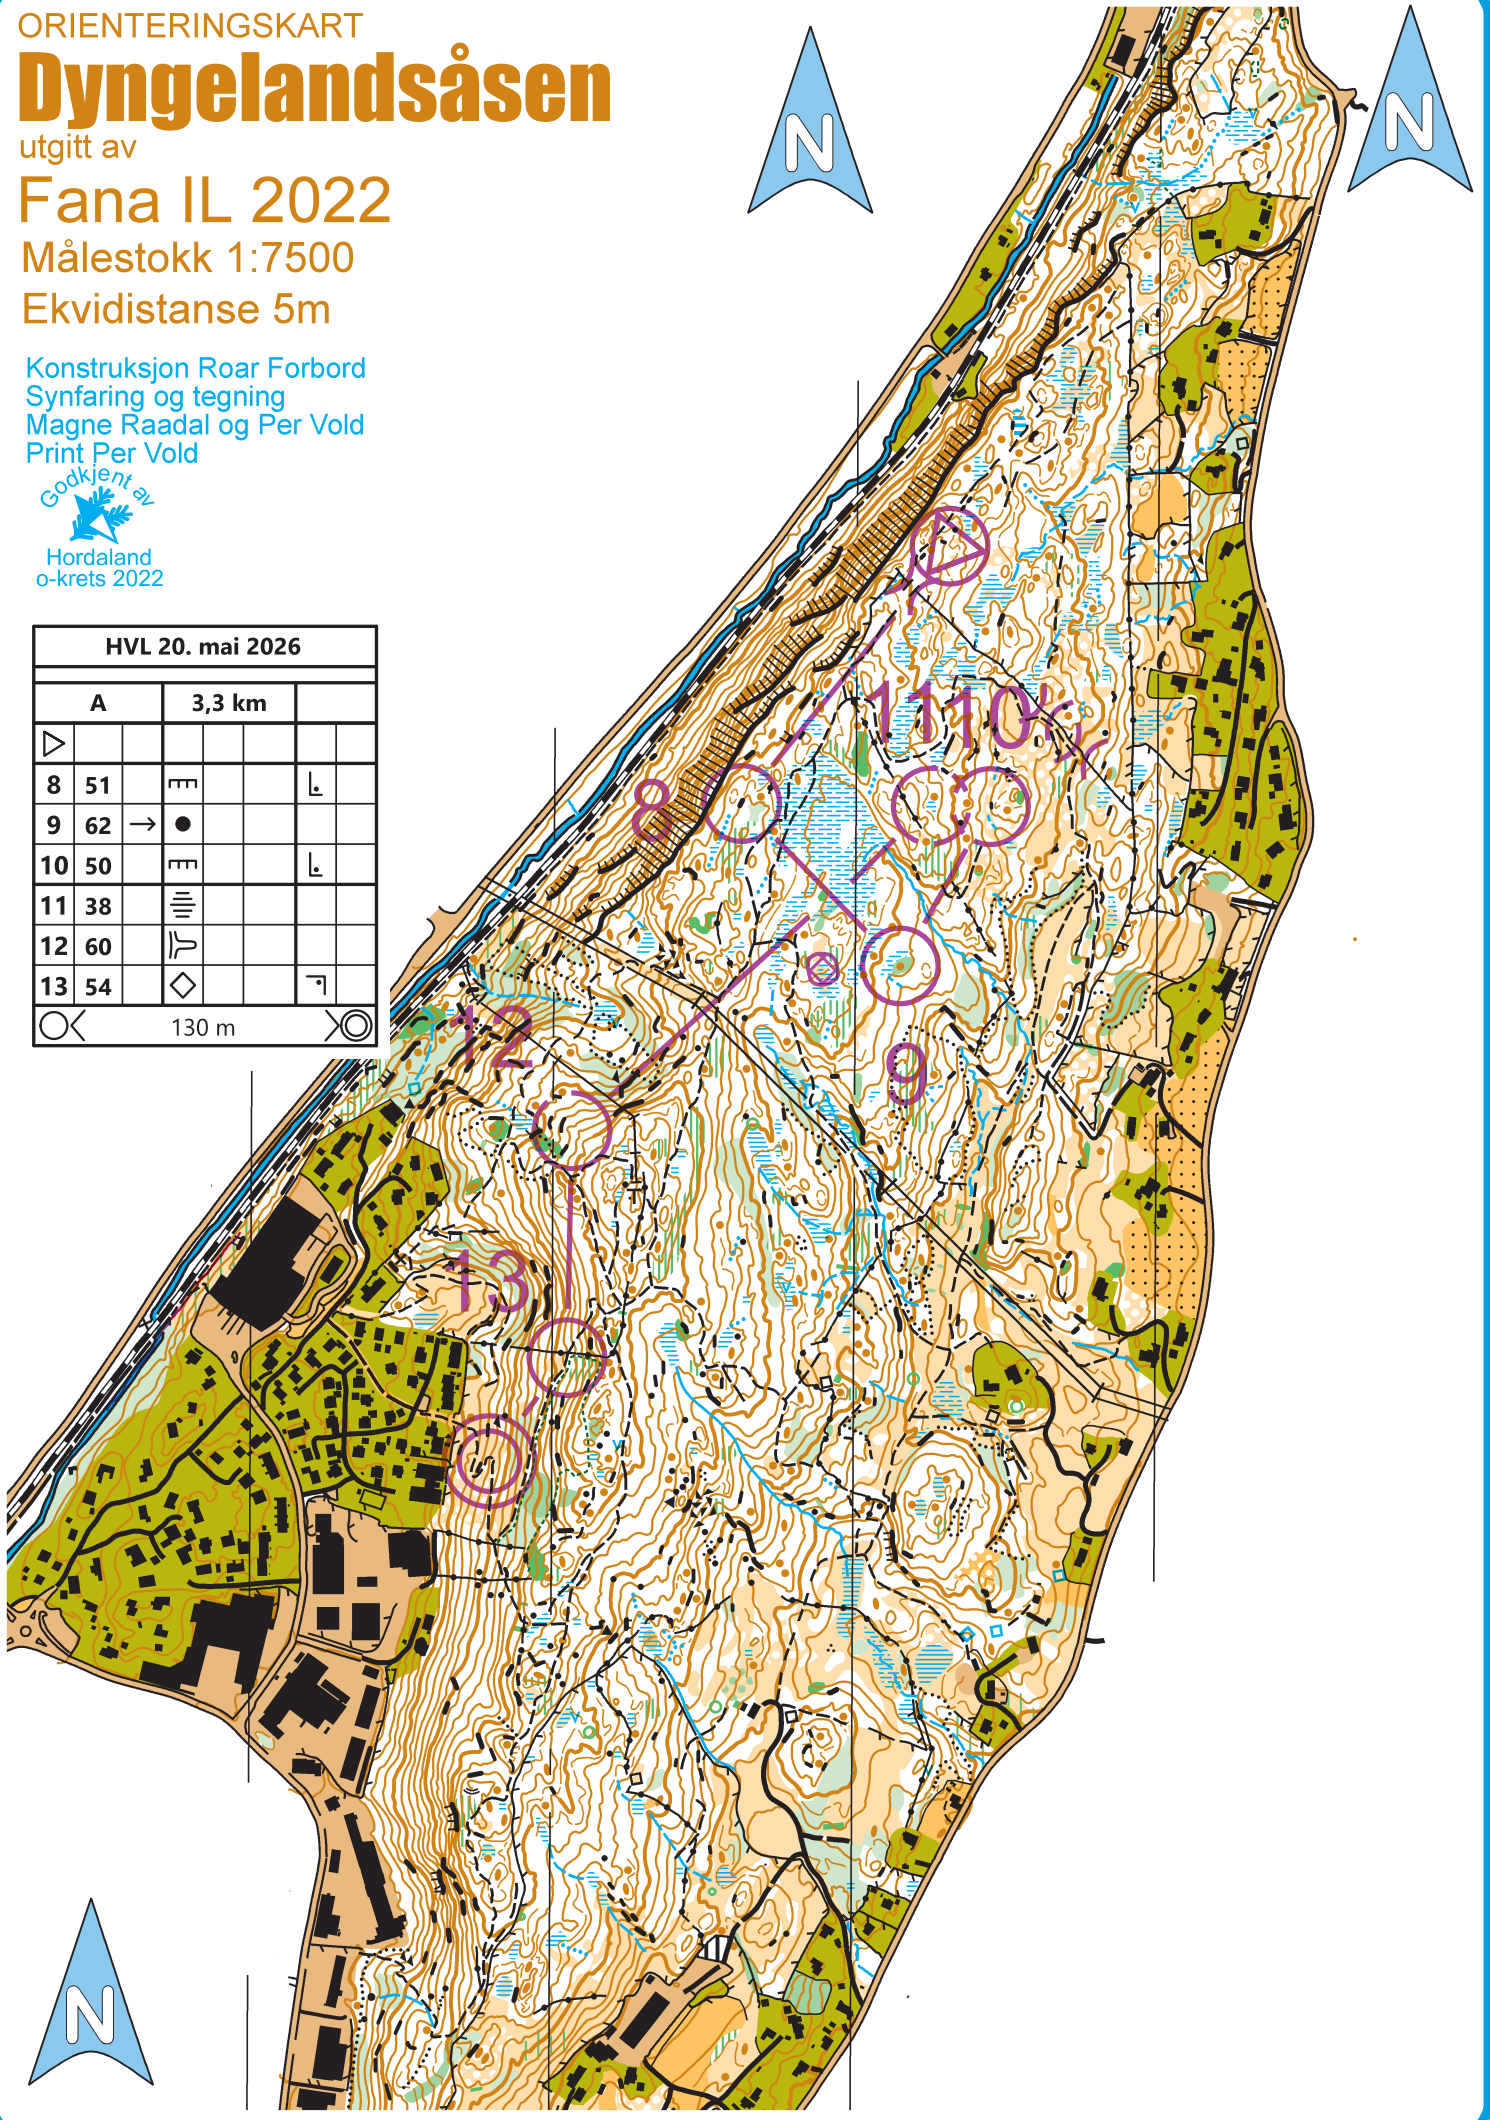 ORIENTERINGSKART
Dyngelandsåsen
utgitt av
Fana IL 2022
Målestokk 1:7500
Ekvidistanse 5m
Konstruksjon Roar Forbord
Synfaring og tegning
Magne Raadal og Per Vold
Print Per Vold
Godkjent av
Hordaland
o-krets 2022
N
N
HVL 20. mai 2026
A 3,3 km
8 51
9 62
10 50
11 38
12 60
13 54
130 m
11 10
8
9
12
13
N